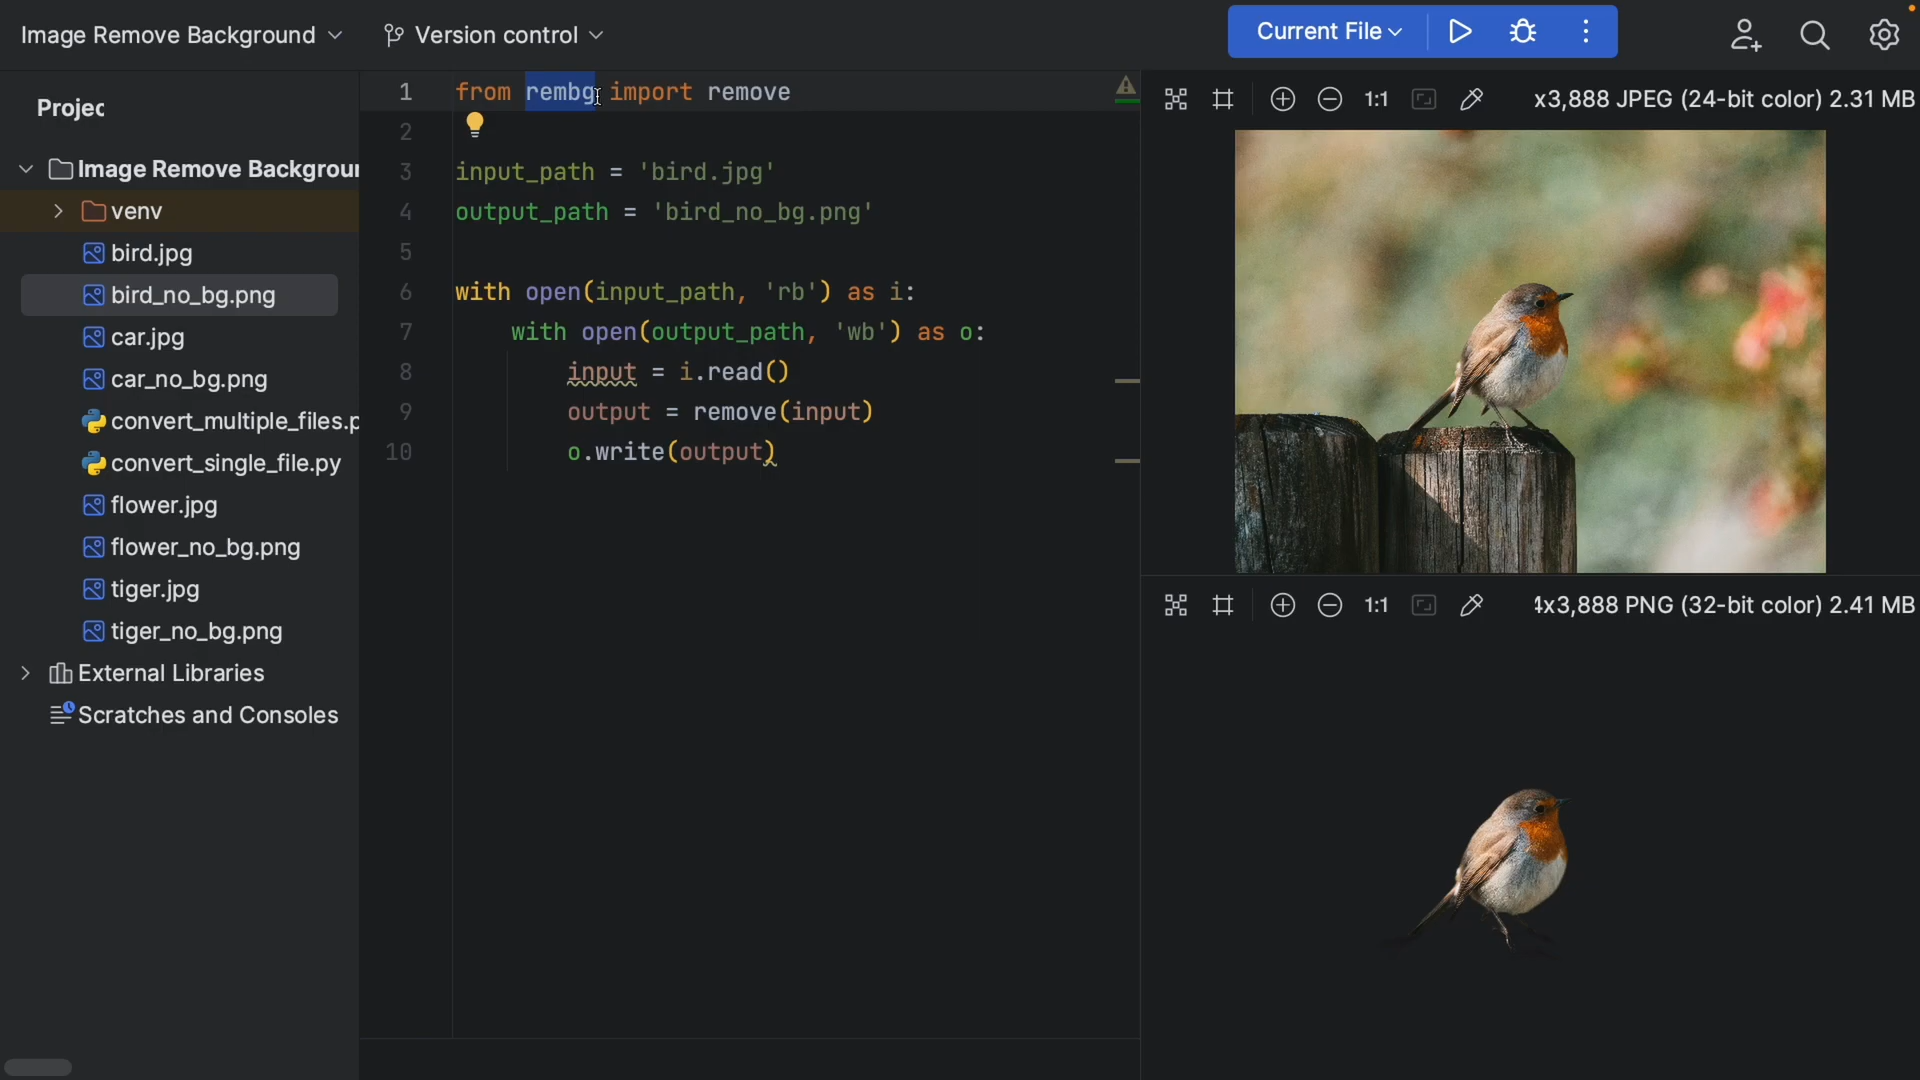 Image Remove Background
Version control
Current File
Projec
Image Remove Backgrour
venv
bird.jpg
bird_no_bg.png
car.jpg
car_no_bg.png
convert_multiple_files.p
convert_single_file.py
flower.jpg
flower_no_bg.png
tiger.jpg
tiger_no_bg.png
External Libraries
Scratches and Consoles
1 from rembg import remove
2
3 input_path = 'bird.jpg'
4 output_path = 'bird_no_bg.png'
5
6 with open(input_path, 'rb') as i:
7 with open(output_path, 'wb') as o:
8 input = i.read()
9 output = remove(input)
10 o.write(output)
1:1 x3,888 JPEG (24-bit color) 2.31 MB
1:1 4x3,888 PNG (32-bit color) 2.41 MB